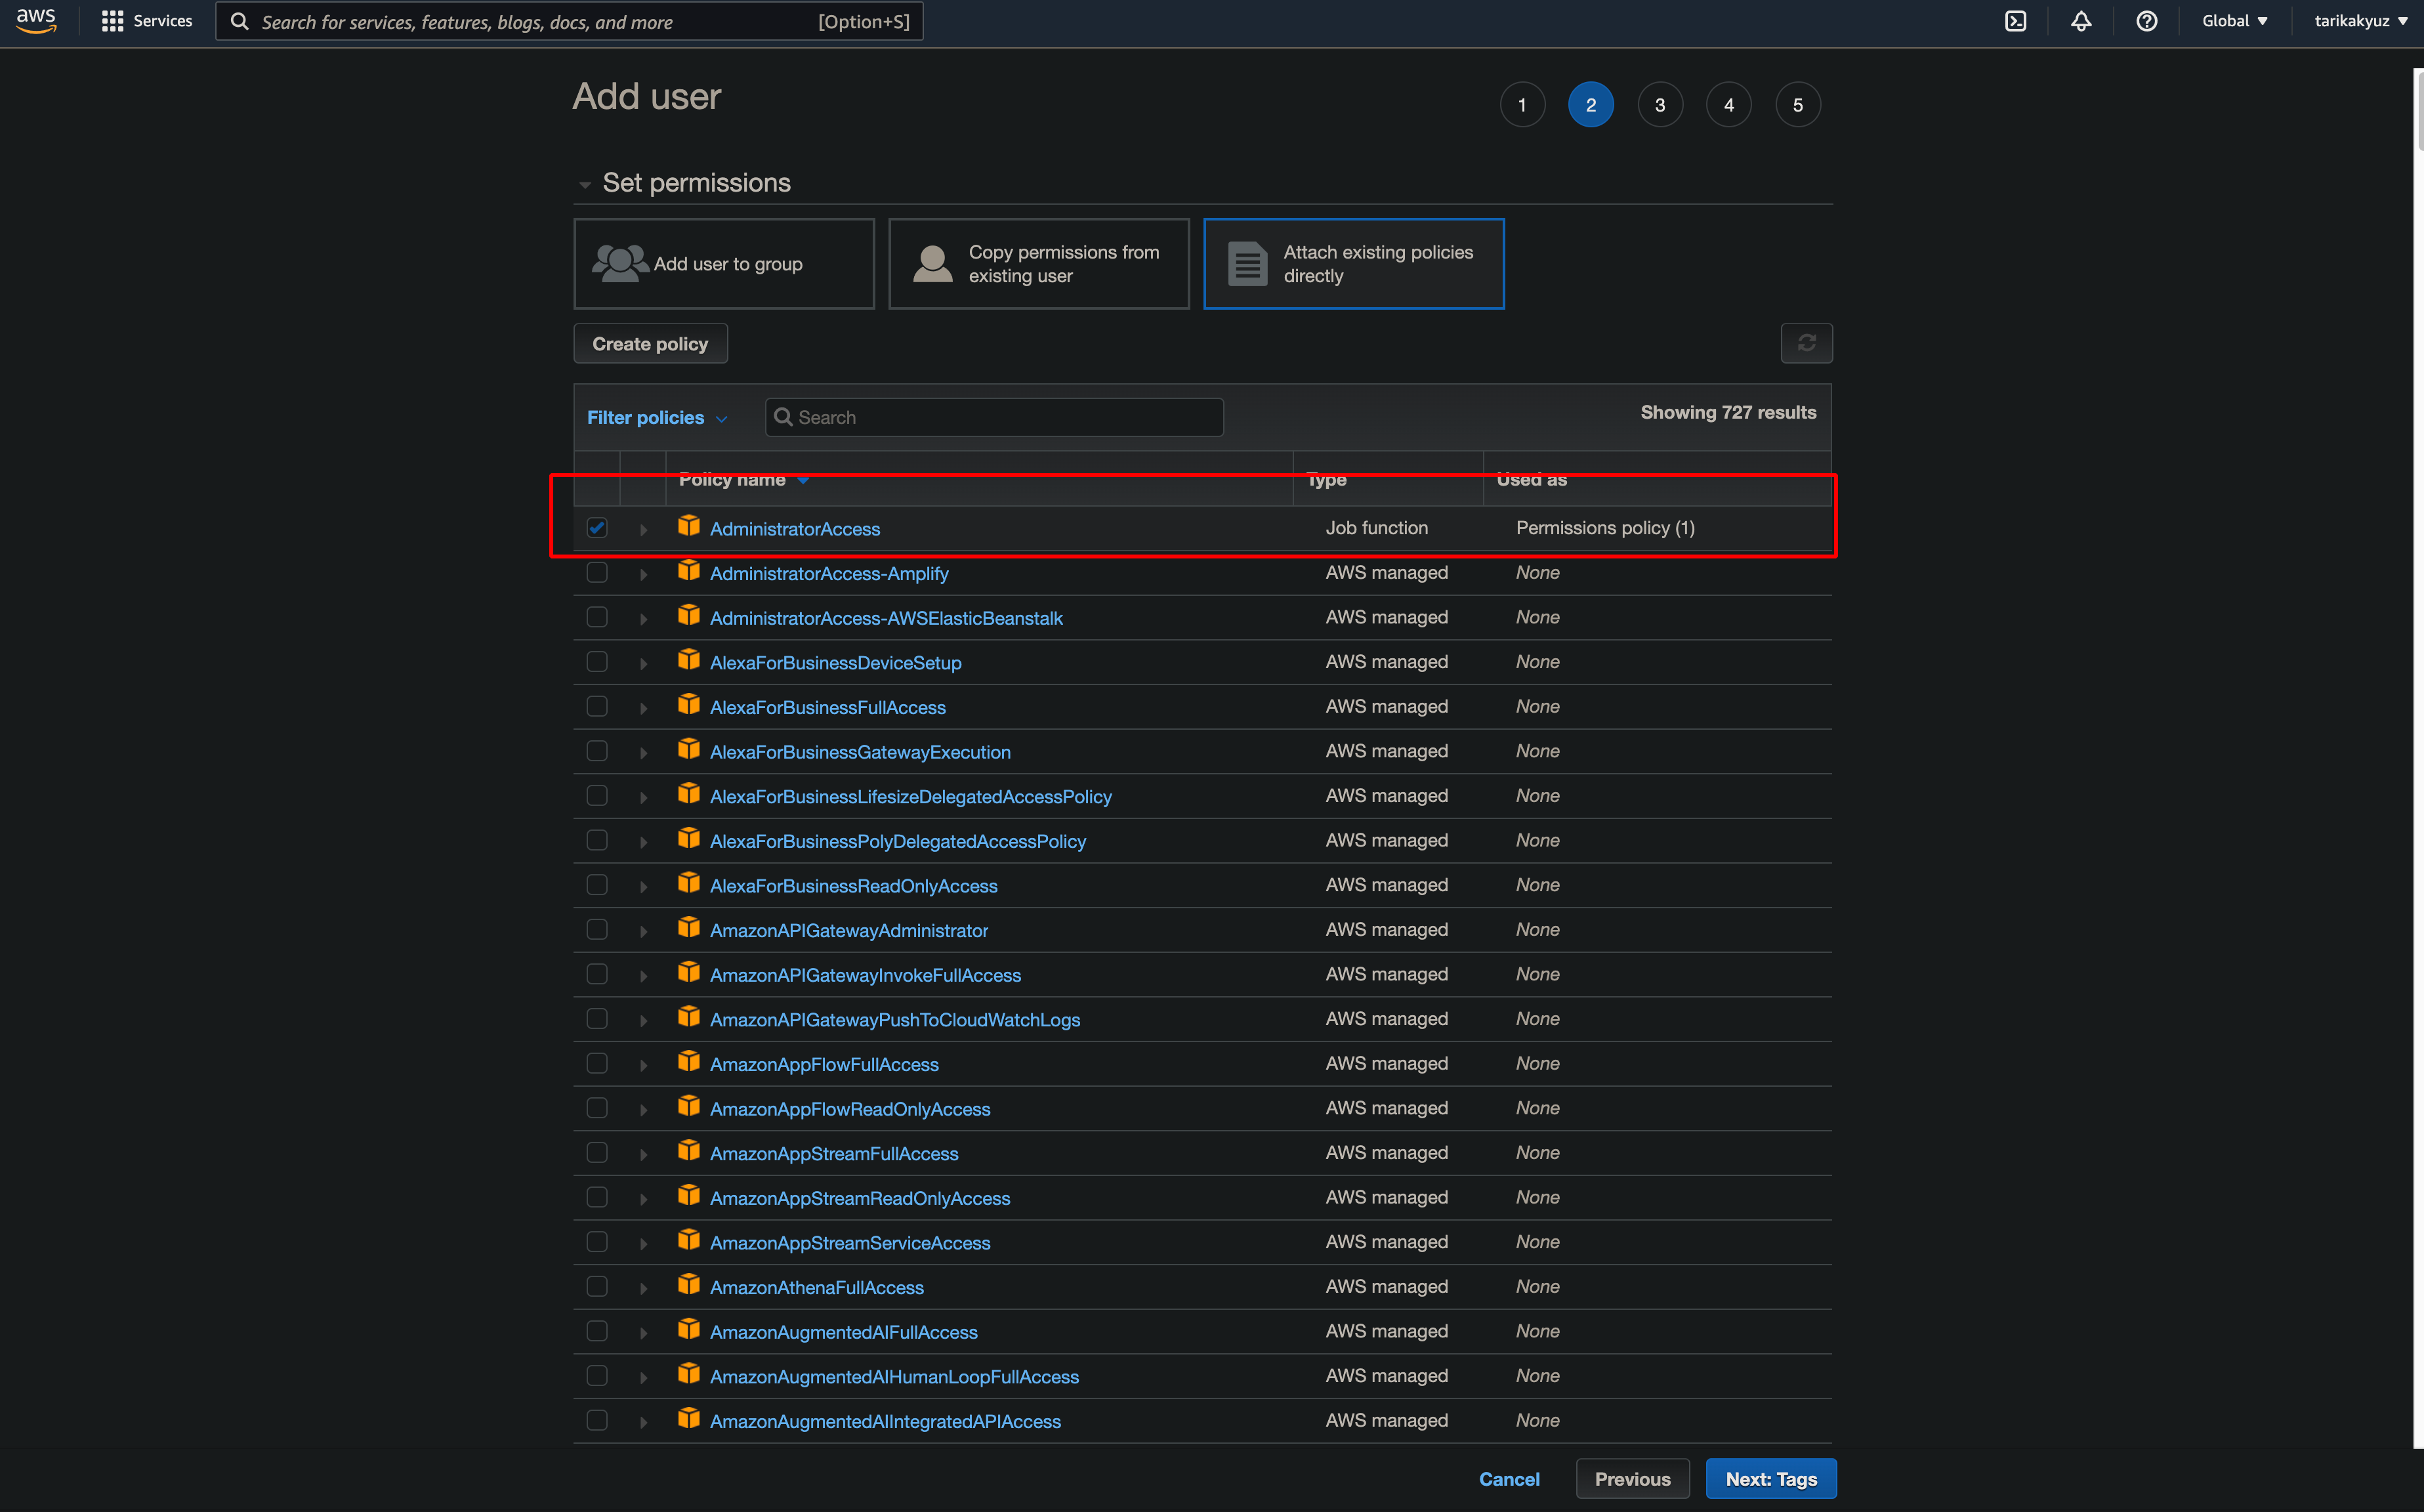 aws Services Search for services, features, blogs, docs, and more [Option+S] Global ▼ tarikakyuz ▼
Add user 1 2 3 4 5
Set permissions
Add user to group
Copy permissions from
existing user
Attach existing policies
directly
Create policy
Filter policies Search Showing 727 results
Policy name Type Used as
AdministratorAccess Job function Permissions policy (1)
AdministratorAccess-Amplify AWS managed None
AdministratorAccess-AWSElasticBeanstalk AWS managed None
AlexaForBusinessDeviceSetup AWS managed None
AlexaForBusinessFullAccess AWS managed None
AlexaForBusinessGatewayExecution AWS managed None
AlexaForBusinessLifesizeDelegatedAccessPolicy AWS managed None
AlexaForBusinessPolyDelegatedAccessPolicy AWS managed None
AlexaForBusinessReadOnlyAccess AWS managed None
AmazonAPIGatewayAdministrator AWS managed None
AmazonAPIGatewayInvokeFullAccess AWS managed None
AmazonAPIGatewayPushToCloudWatchLogs AWS managed None
AmazonAppFlowFullAccess AWS managed None
AmazonAppFlowReadOnlyAccess AWS managed None
AmazonAppStreamFullAccess AWS managed None
AmazonAppStreamReadOnlyAccess AWS managed None
AmazonAppStreamServiceAccess AWS managed None
AmazonAthenaFullAccess AWS managed None
AmazonAugmentedAIFullAccess AWS managed None
AmazonAugmentedAIHumanLoopFullAccess AWS managed None
AmazonAugmentedAIIntegratedAPIAccess AWS managed None
Cancel Previous Next: Tags